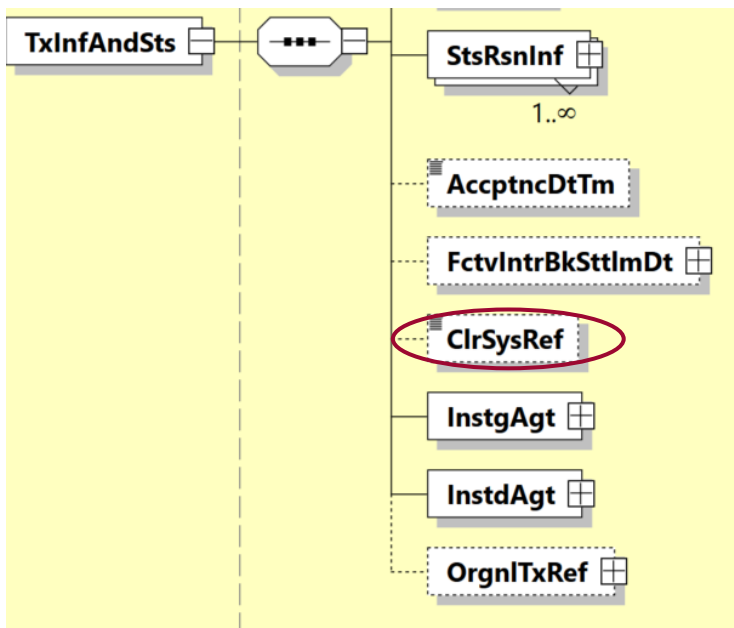 TxInfAndSts
StsRsnInf
1..∞
AccptncDtTm
FctvIntrBkSttlmDt
ClrSysRef
InstgAgt
InstdAgt
OrgnlTxRef